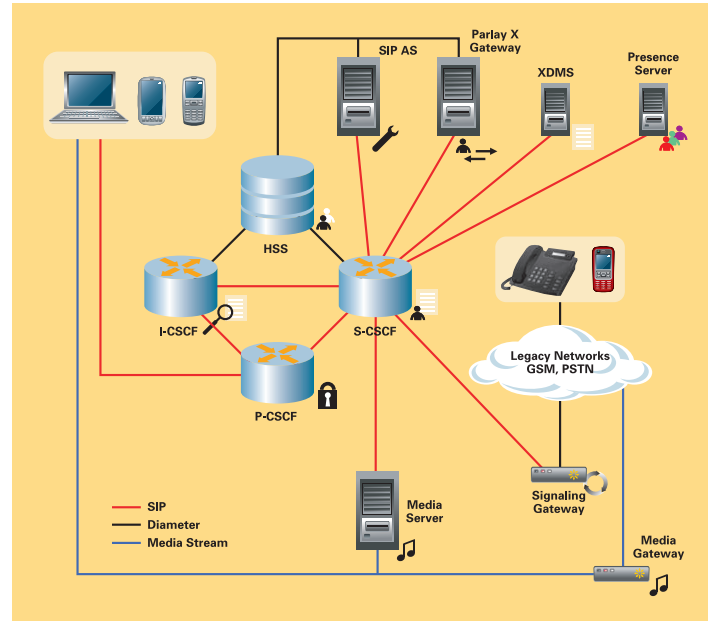 Parlay X
Gateway
SIP AS
XDMS
Presence
Server
HSS
I-CSCF
S-CSCF
P-CSCF
Legacy Networks
GSM, PSTN
Signaling
Gateway
Media
Server
Media
Gateway
SIP
Diameter
Media Stream